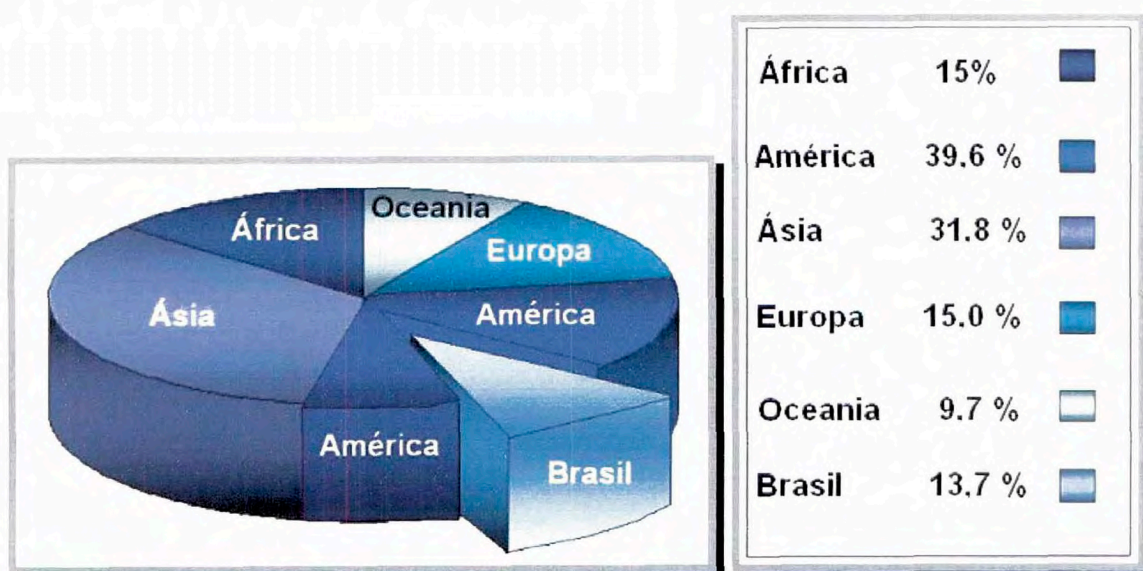 África
Oceania
Europa
Ásia
América
América
Brasil
África 15%
América 39.6 %
Ásia 31.8 %
Europa 15.0 %
Oceania 9.7 %
Brasil 13.7 %